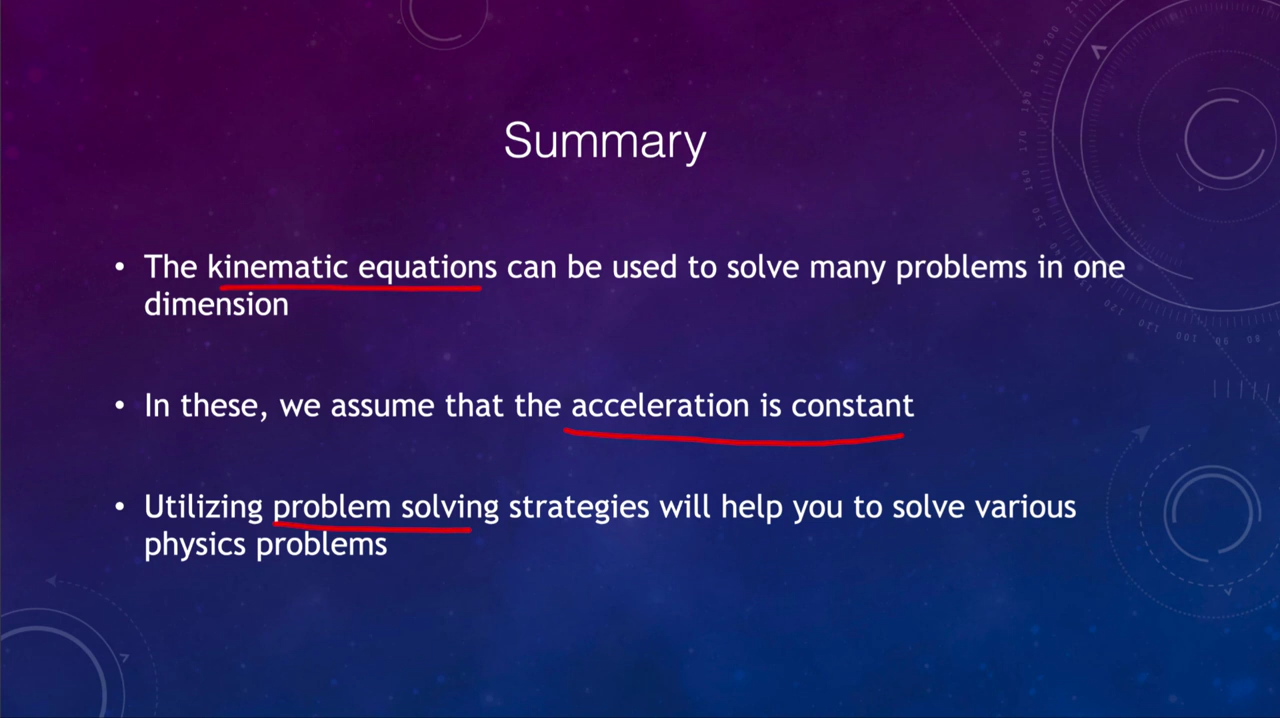 Summary
• The kinematic equations can be used to solve many problems in one
dimension
• In these, we assume that the acceleration is constant
• Utilizing problem solving strategies will help you to solve various
physics problems